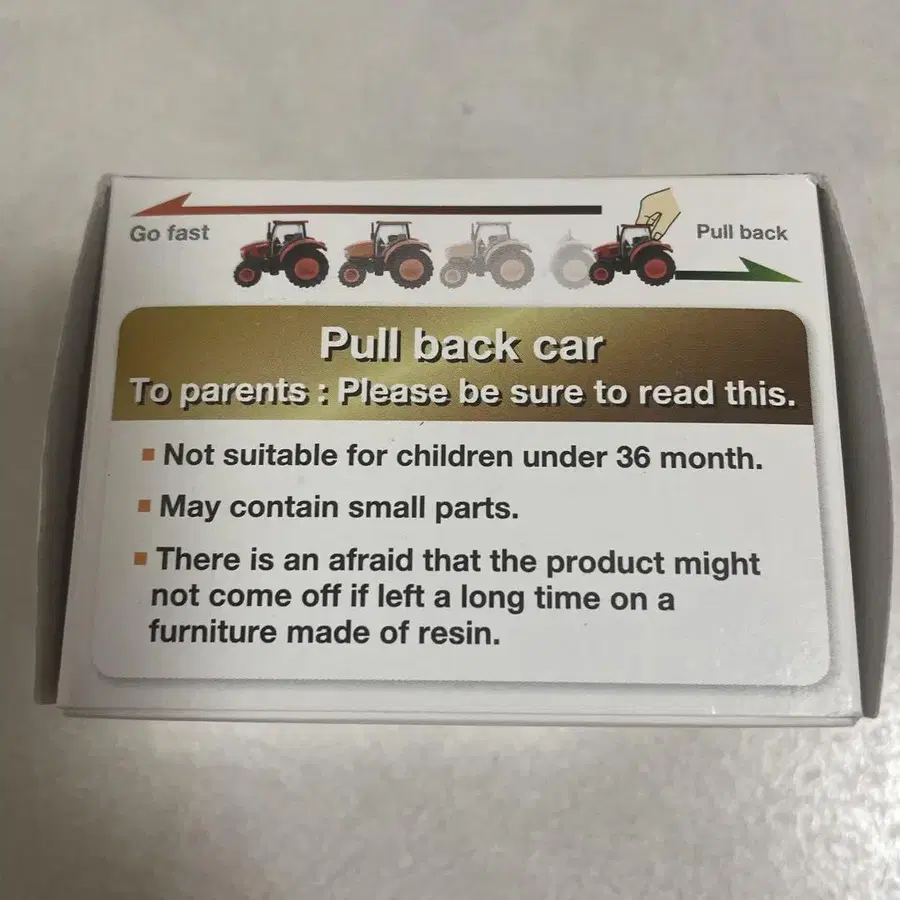 Go fast
Pull back
Pull back car
To parents : Please be sure to read this.
▪ Not suitable for children under 36 month.
▪ May contain small parts.
▪ There is an afraid that the product might
not come off if left a long time on a
furniture made of resin.